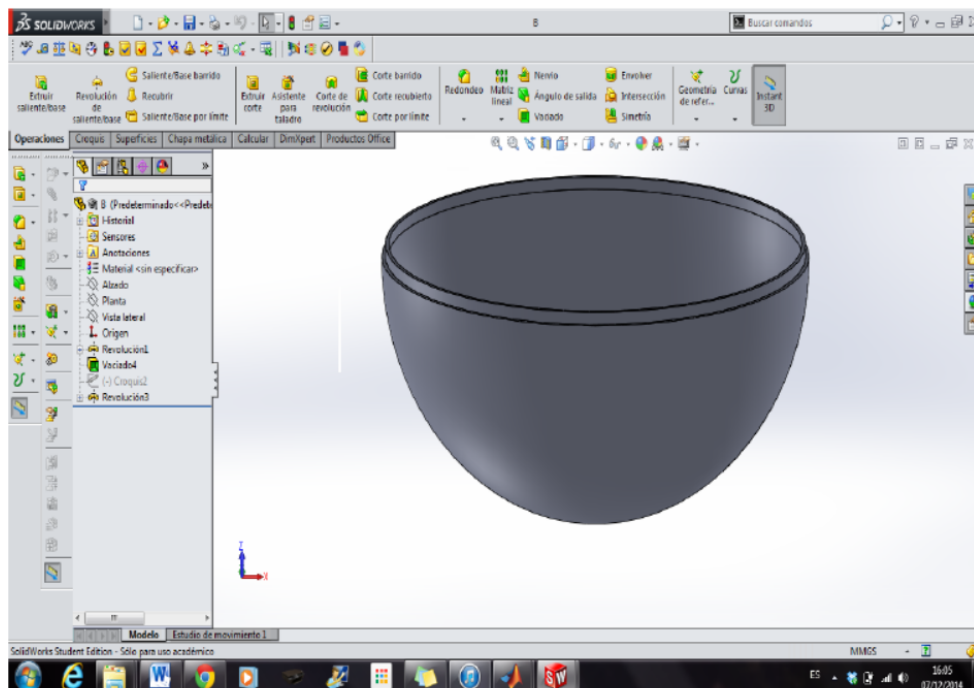 SOLIDWORKS
B
Buscar comandos
Extruir saliente/base
Revolución de saliente/base
Saliente/Base barrido
Recubrir
Saliente/Base por límite
Extruir corte
Asistente para taladro
Corte de revolución
Corte barrido
Corte recubierto
Corte por límite
Redondeo
Matriz lineal
Nervio
Ángulo de salida
Vaciado
Envolver
Intersección
Simetría
Geometría de refer...
Curvas
Instant 3D
Operaciones Croquis Superficies Chapa metálica Calcular DimXpert Productos Office
B (Predeterminado<<Predet
Historial
Sensores
Anotaciones
Material <sin especificar>
Alzado
Planta
Vista lateral
Origen
Revolución1
Vaciado4
(-) Croquis2
Revolución3
Z
X
Modelo Estudio de movimiento 1
SolidWorks Student Edition - Sólo para uso académico MMGS
ES 16:05
07/12/2014